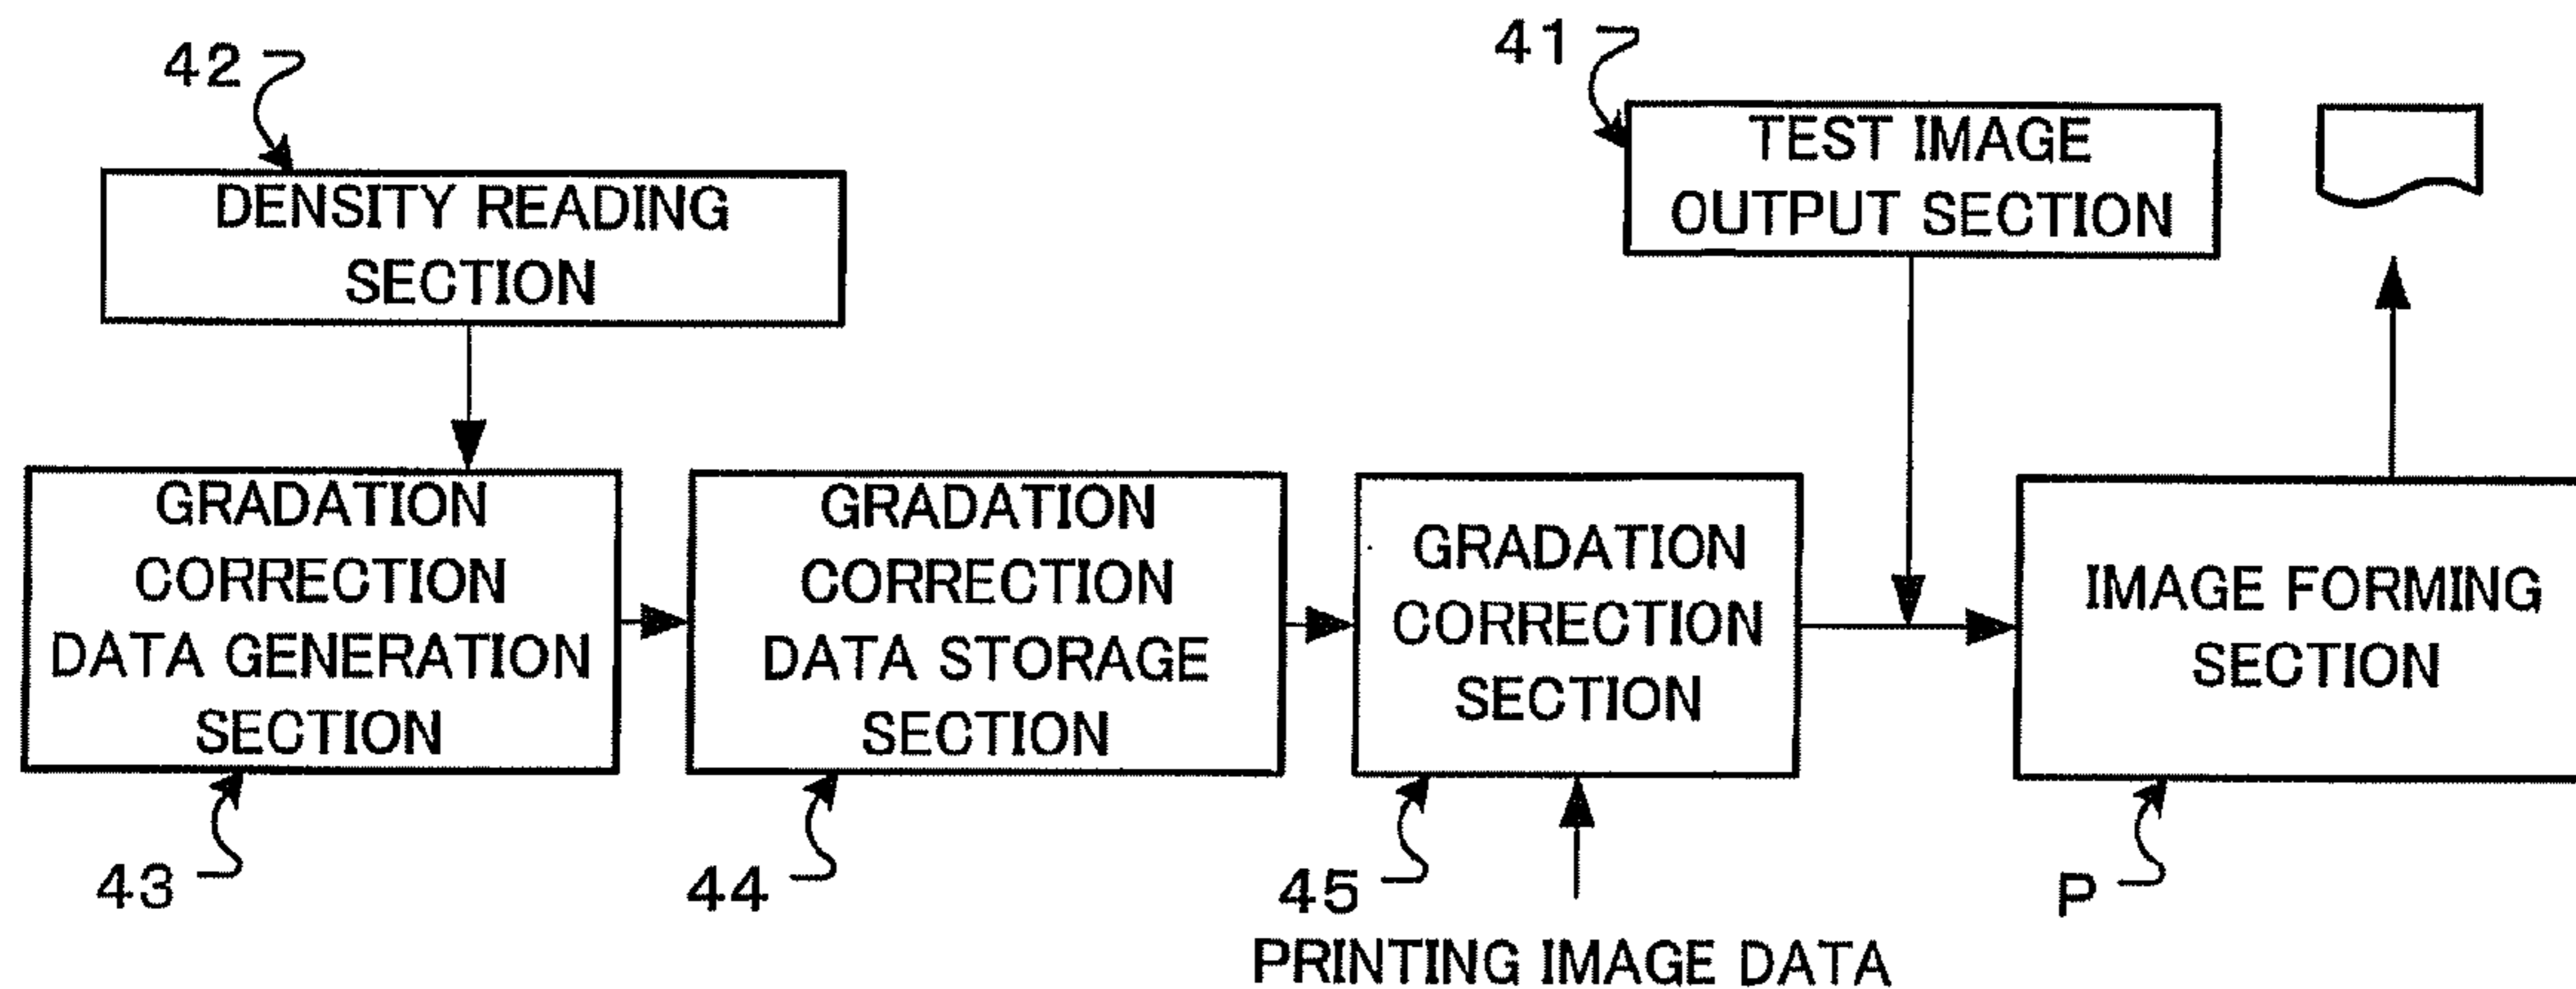 42
DENSITY READING
SECTION
41
TEST IMAGE
OUTPUT SECTION
GRADATION
CORRECTION
DATA GENERATION
SECTION
43
GRADATION
CORRECTION
DATA STORAGE
SECTION
44
GRADATION
CORRECTION
SECTION
45
PRINTING IMAGE DATA
IMAGE FORMING
SECTION
P